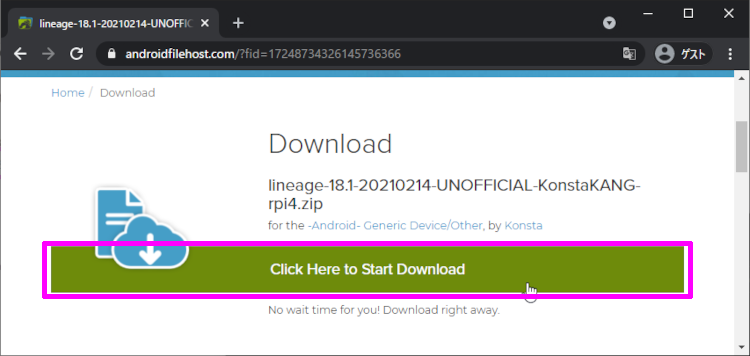 lineage-18.1-20210214-UNOFFIC
androidfilehost.com/?fid=17248734326145736366
ゲスト
Home / Download
Download
lineage-18.1-20210214-UNOFFICIAL-KonstaKANG-
rpi4.zip
for the -Android- Generic Device/Other, by Konsta
Click Here to Start Download
No wait time for you! Download right away.